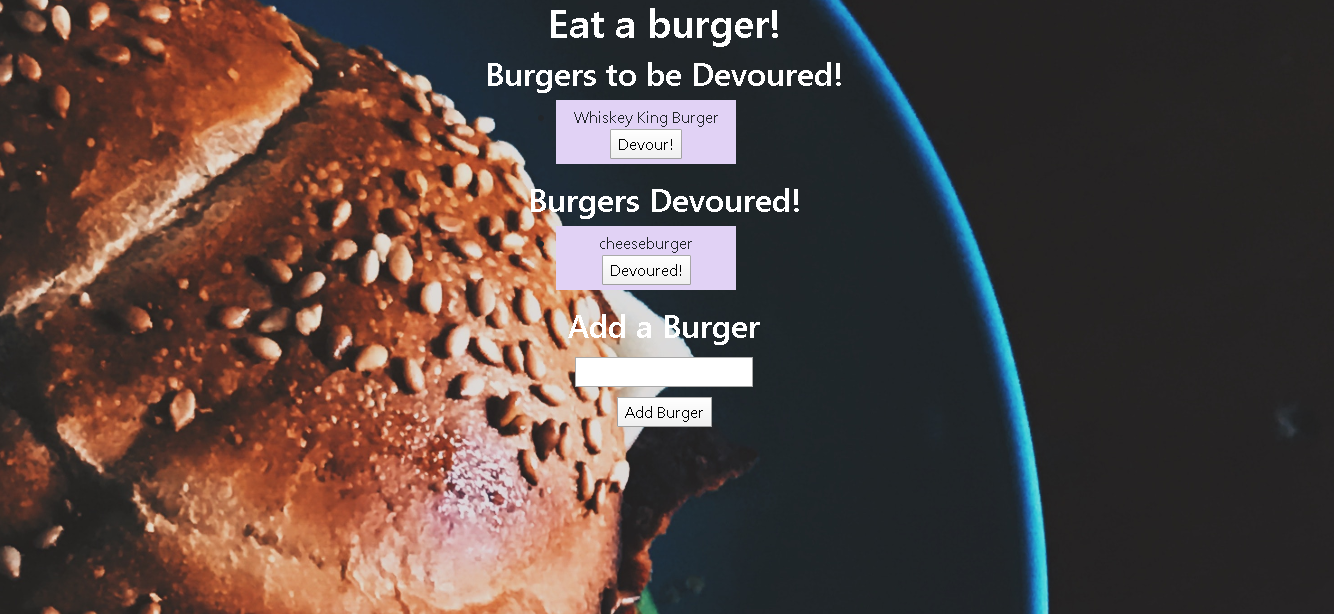 Eat a burger!
Burgers to be Devoured!
Whiskey King Burger
Devour!
Burgers Devoured!
cheeseburger
Devoured!
Add a Burger
Add Burger